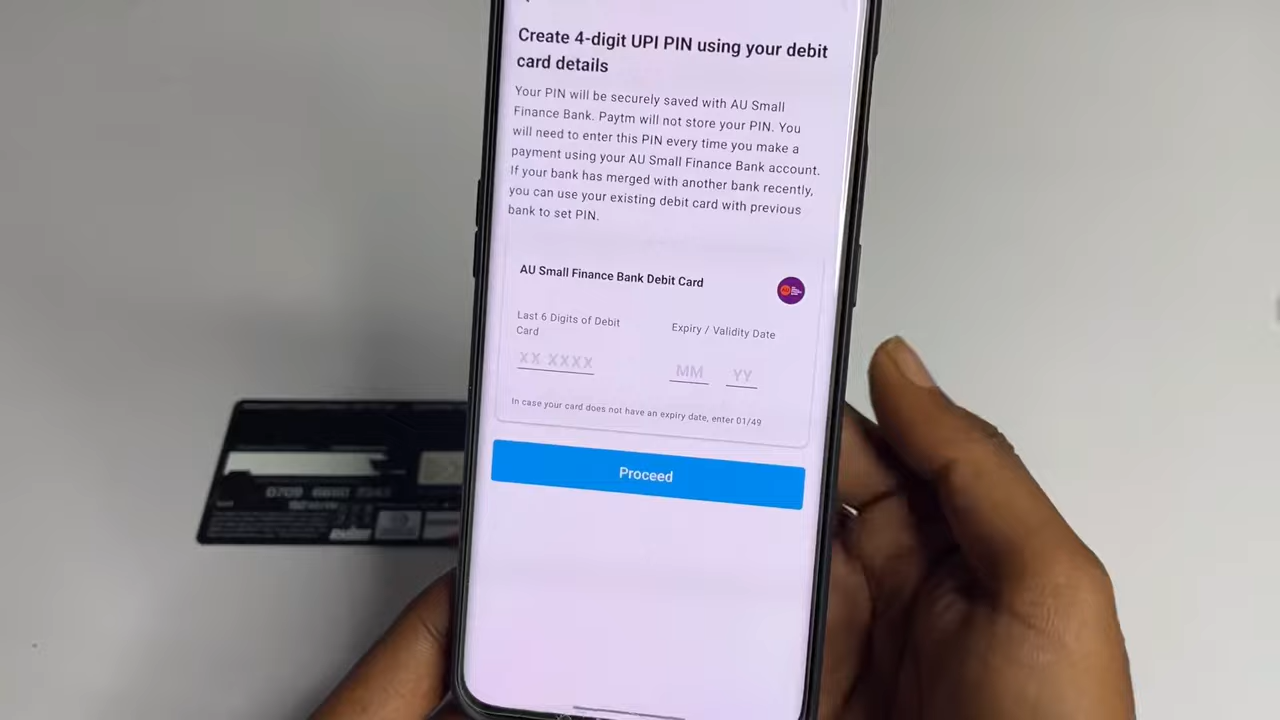 Create 4-digit UPI PIN using your debit
card details
Your PIN will be securely saved with AU Small
Finance Bank. Paytm will not store your PIN. You
will need to enter this PIN every time you make a
payment using your AU Small Finance Bank account.
If your bank has merged with another bank recently,
you can use your existing debit card with previous
bank to set PIN.
AU Small Finance Bank Debit Card
Last 6 Digits of Debit
Card
Expiry / Validity Date
XX XXXX
MM
YY
In case your card does not have an expiry date, enter 01/49
Proceed